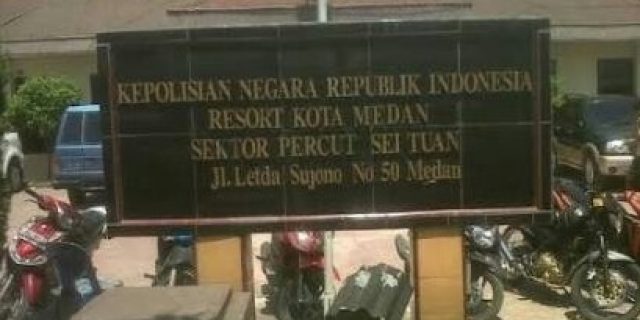 KEPOLISIAN NEGARA REPUBLIK INDONESIA
RESORT KOTA MEDAN
SEKTOR PERCUT SEI TUAN
Jl. Letda Sujono No 50 Medan